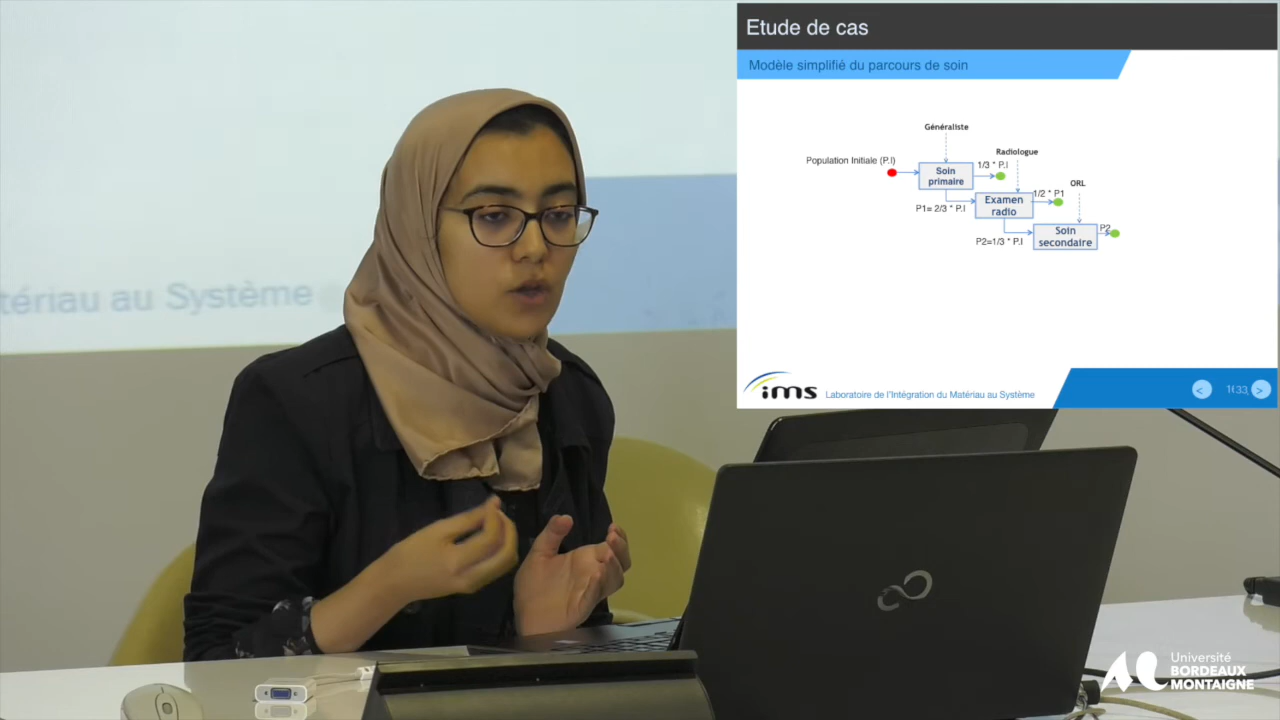 Etude de cas
Modèle simplifié du parcours de soin
Généraliste
Radiologue
Population Initiale (P.I)
1/3 * P.I
Soin
primaire
ORL
1/2 * P1
P1= 2/3 * P.I
Examen
radio
P2
Soin
secondaire
P2=1/3 * P.I
ims
Laboratoire de l'Intégration du Matériau au Système
<
>
au Système
Université
BORDEAUX
MONTAIGNE